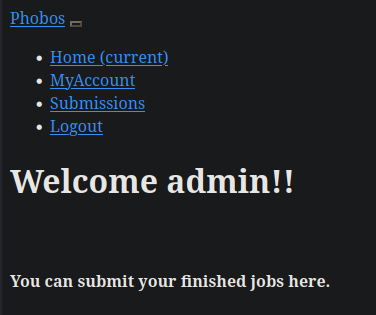 Phobos
Home (current)
MyAccount
Submissions
Logout
Welcome admin!!
You can submit your finished jobs here.